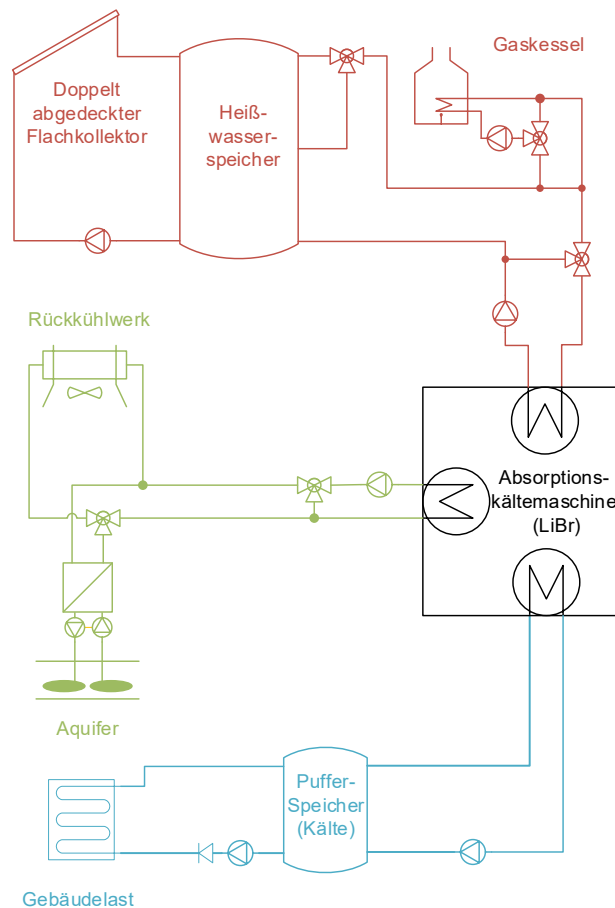 Gaskessel
Doppelt
abgedeckter
Flachkollektor
Heiß-
wasser-
speicher
Rückkühlwerk
Absorptions-
kältemaschine
(LiBr)
Aquifer
Puffer-
Speicher
(Kälte)
Gebäudelast